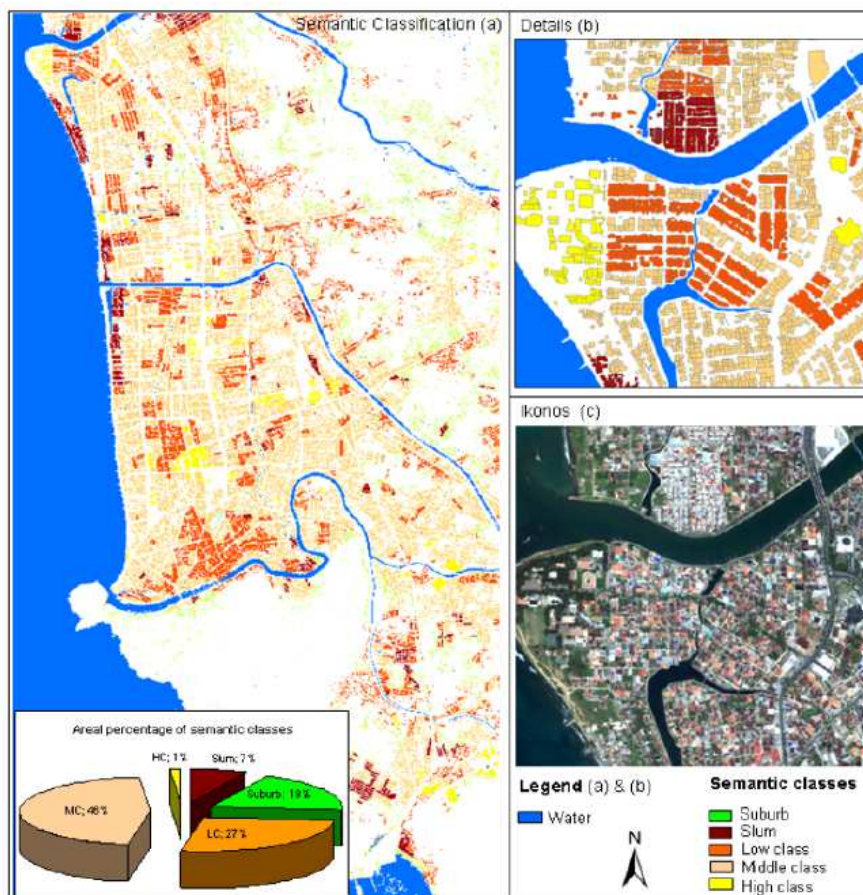 Semantic Classification (a)
Details (b)
Ikonos (c)
Areal percentage of semantic classes
HC; 1%
Slum; 7%
Suburb; 19%
MC; 46%
LC; 27%
Legend (a) & (b)
Water
N
Semantic classes
Suburb
Slum
Low class
Middle class
High class